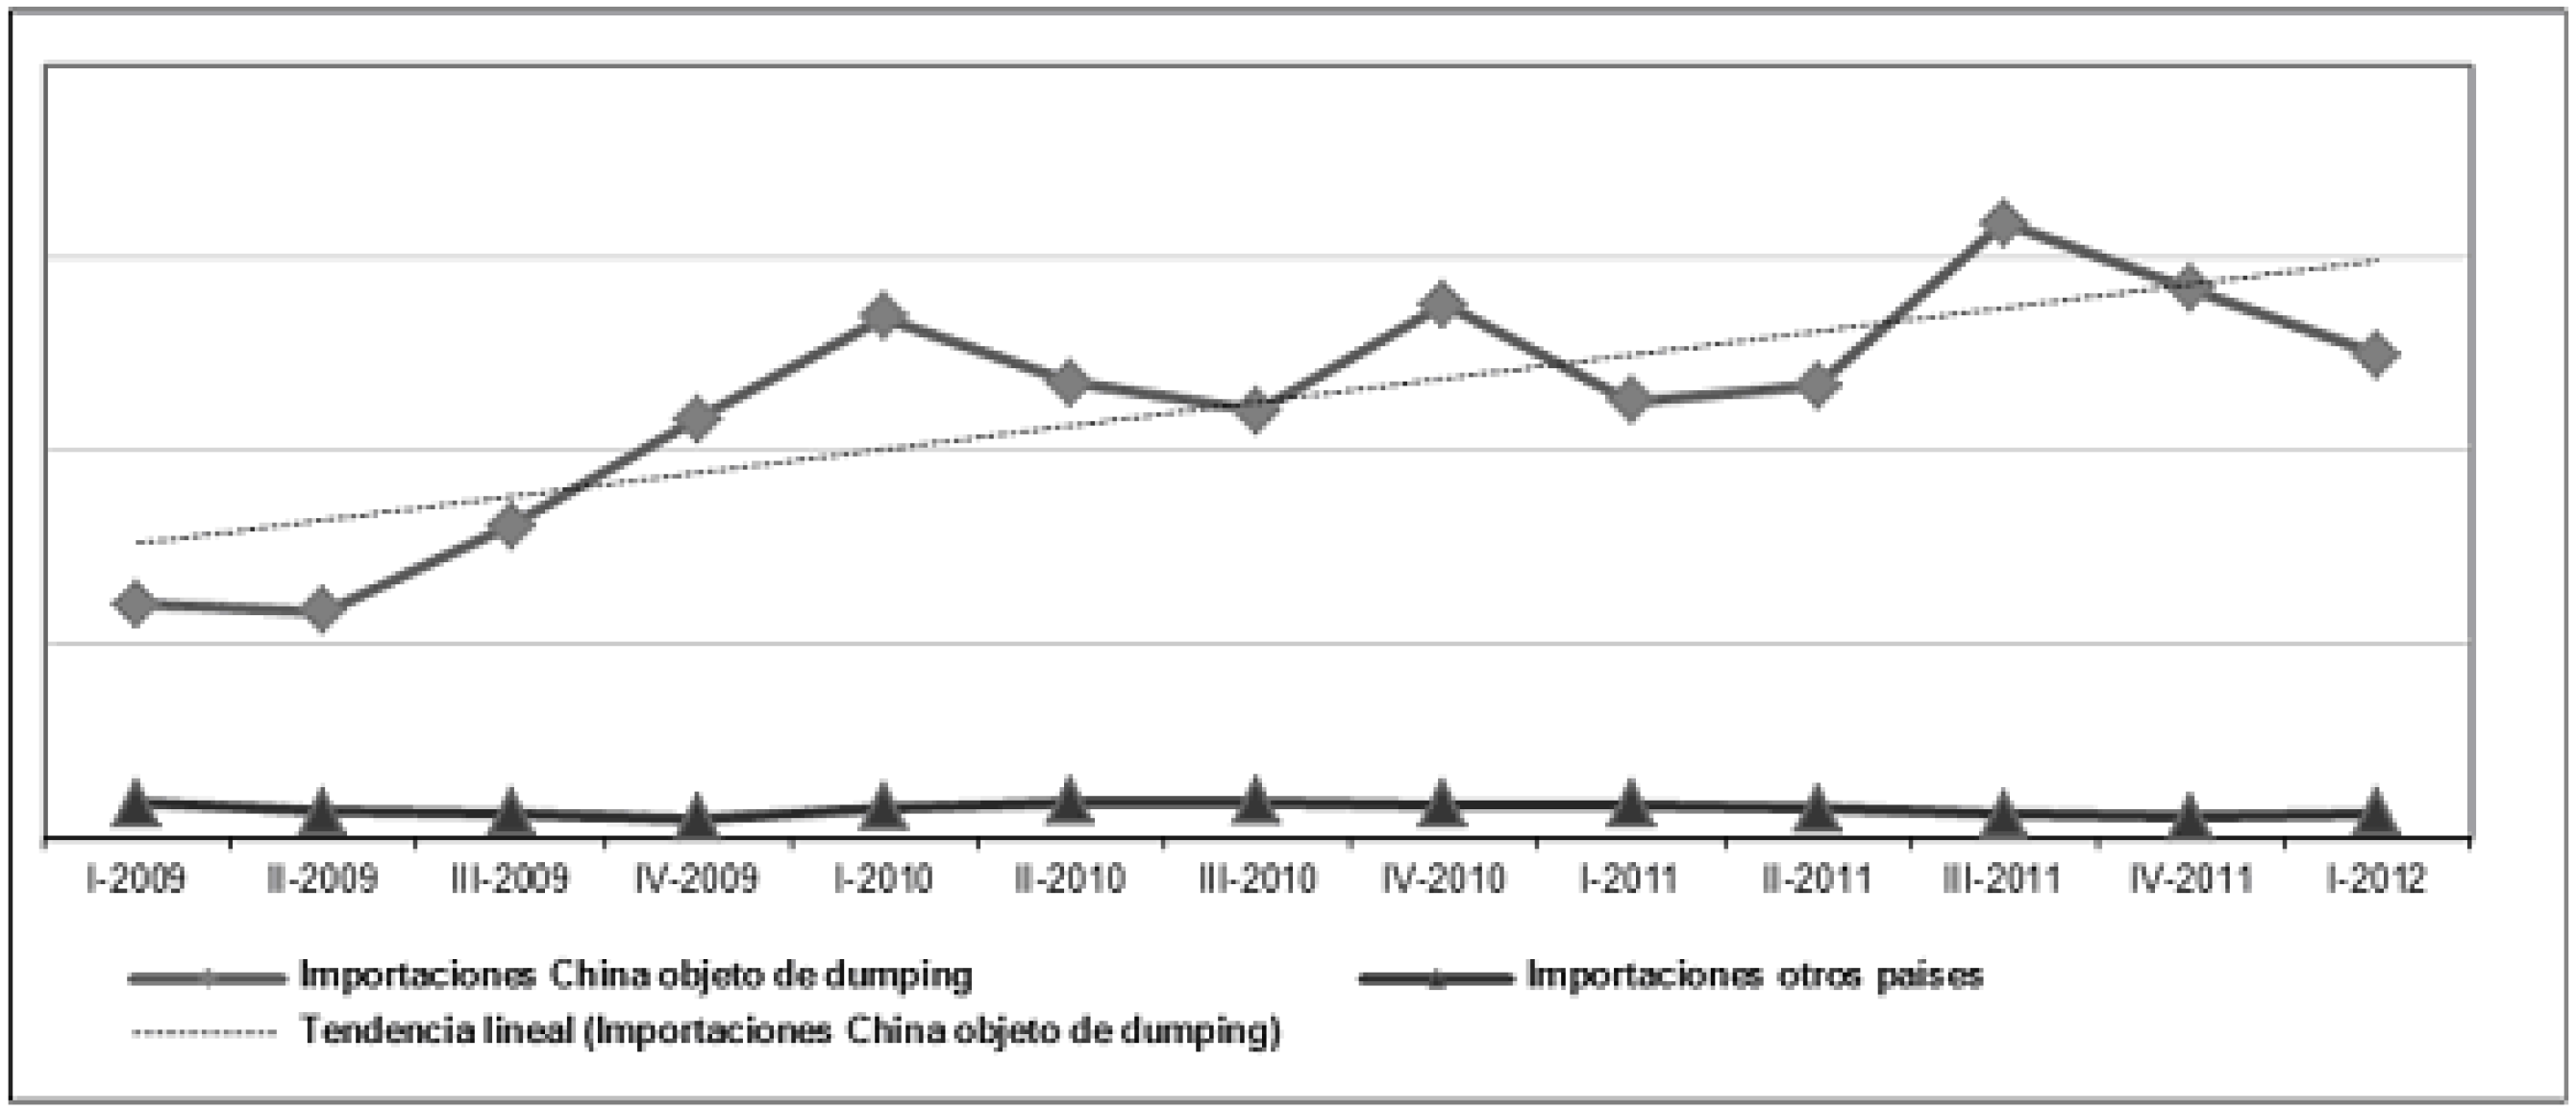 I-2009 II-2009 III-2009 IV-2009 I-2010 II-2010 III-2010 IV-2010 I-2011 II-2011 III-2011 IV-2011 I-2012
Importaciones China objeto de dumping Importaciones otros paises
Tendencia lineal (Importaciones China objeto de dumping)